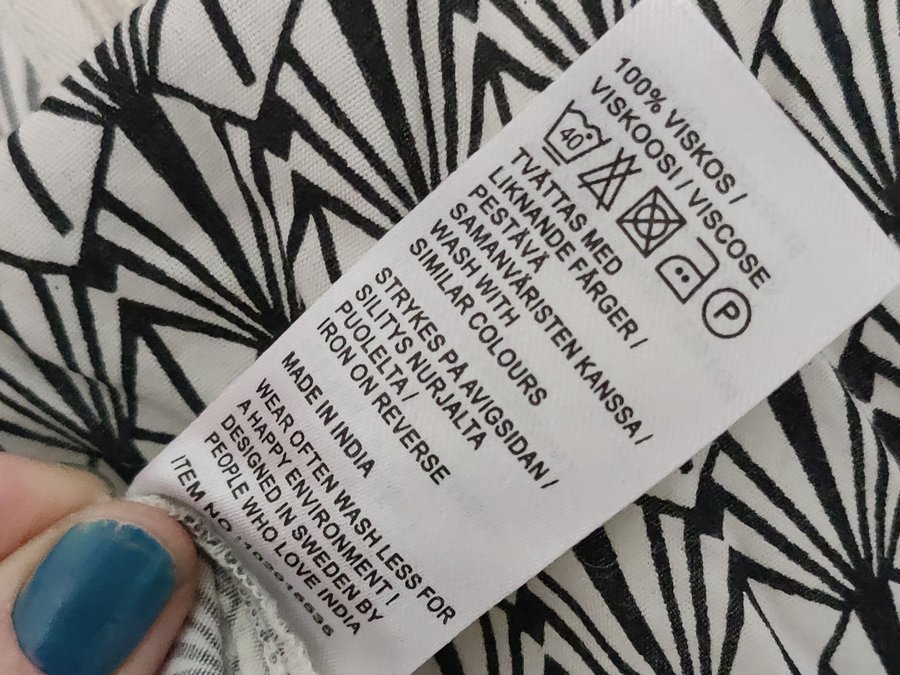 100% VISKOS /
VISKOOSI / VISCOSE
40
P
TVÄTTAS MED
LIKNANDE FÄRGER /
PESTÄVÄ
SAMANVÄRISTEN KANSSA /
WASH WITH
SIMILAR COLOURS
STRYKES PÅ AVIGSIDAN /
SILITYS NURJALTA
PUOLELTA /
IRON ON REVERSE
MADE IN INDIA
WEAR OFTEN WASH LESS FOR
A HAPPY ENVIRONMENT!
DESIGNED IN SWEDEN BY
PEOPLE WHO LOVE INDIA
ITEM NO